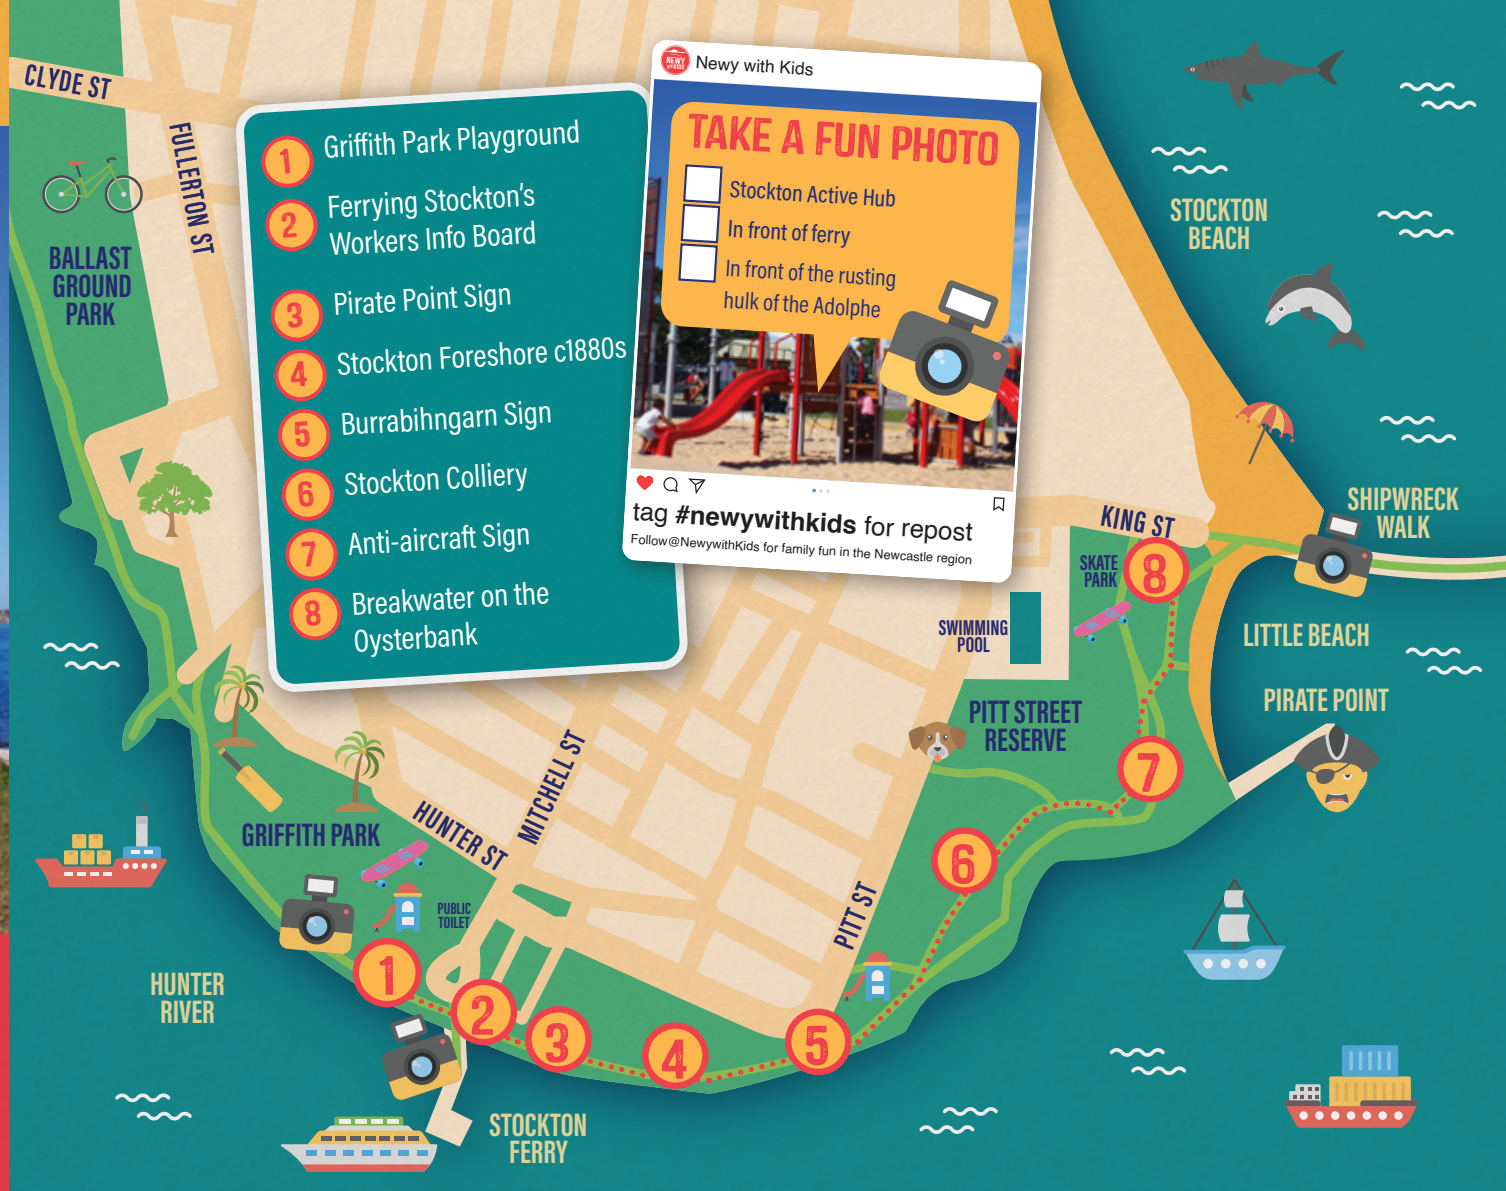 CLYDE ST
FULLERTON ST
BALLAST
GROUND
PARK
1 Griffith Park Playground
2 Ferrying Stockton's
Workers Info Board
3 Pirate Point Sign
4 Stockton Foreshore c1880s
5 Burrabihngarn Sign
6 Stockton Colliery
7 Anti-aircraft Sign
8 Breakwater on the
Oysterbank
NEWY
with KIDS
Newy with Kids
TAKE A FUN PHOTO
Stockton Active Hub
In front of ferry
In front of the rusting
hulk of the Adolphe
tag #newywithkids for repost
Follow@NewywithKids for family fun in the Newcastle region
STOCKTON
BEACH
SHIPWRECK
WALK
KING ST
SKATE
PARK
8
SWIMMING
POOL
LITTLE BEACH
PIRATE POINT
PITT STREET
RESERVE
7
MITCHELL ST
HUNTER ST
GRIFFITH PARK
6
PITT ST
PUBLIC
TOILET
HUNTER
RIVER
1
2
3
4
5
STOCKTON
FERRY